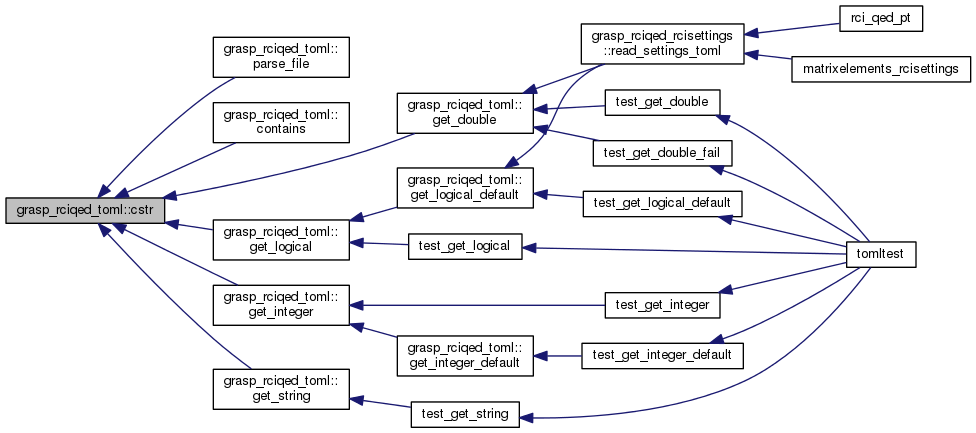 grasp_rciqed_toml::cstr
grasp_rciqed_toml::
parse_file
grasp_rciqed_toml::
contains
grasp_rciqed_toml::
get_double
grasp_rciqed_toml::
get_logical_default
grasp_rciqed_toml::
get_logical
test_get_logical
grasp_rciqed_toml::
get_integer
grasp_rciqed_toml::
get_integer_default
grasp_rciqed_toml::
get_string
test_get_string
grasp_rciqed_rcisettings
::read_settings_toml
test_get_double
test_get_double_fail
test_get_logical_default
test_get_integer
test_get_integer_default
rci_qed_pt
matrixelements_rcisettings
tomltest